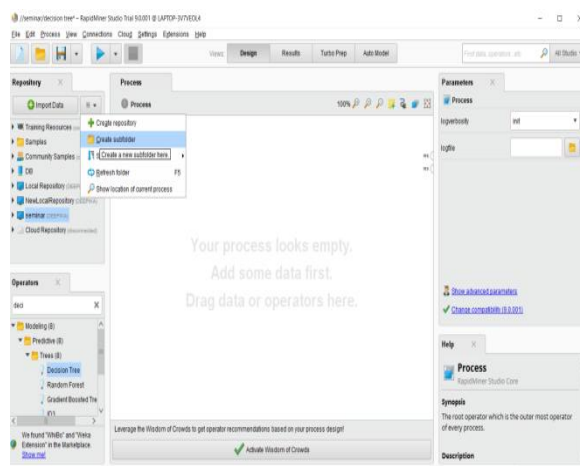 //seminar/decision tree* – RapidMiner Studio Trial 9.0.001 @ LAPTOP-3V7VEOL4
File Edit Process View Connections Cloud Settings Extensions Help
Views: Design Results Turbo Prep Auto Model
Find data, operators...etc All Studio
Repository
Import Data
Training Resources
Samples
Community Samples
DB
Local Repository
NewLocalRepository
seminar
Cloud Repository (disconnected)
Create repository
Create subfolder
Create a new subfolder here.
Refresh folder F5
Show location of current process
Process
Process
100%
Your process looks empty.
Add some data first.
Drag data or operators here.
Leverage the Wisdom of Crowds to get operator recommendations based on your process design!
Activate Wisdom of Crowds
Operators
deci
Modeling (8)
Predictive (8)
Trees (8)
Decision Tree
Random Forest
Gradient Boosted Tre
ID3
We found "WhiBo" and "Weka
Extension" in the Marketplace.
Show me!
Parameters
Process
logverbosity init
logfile
Show advanced parameters
Change compatibility (9.0.001)
Help
Process
RapidMiner Studio Core
Synopsis
The root operator which is the outer most operator
of every process.
Description